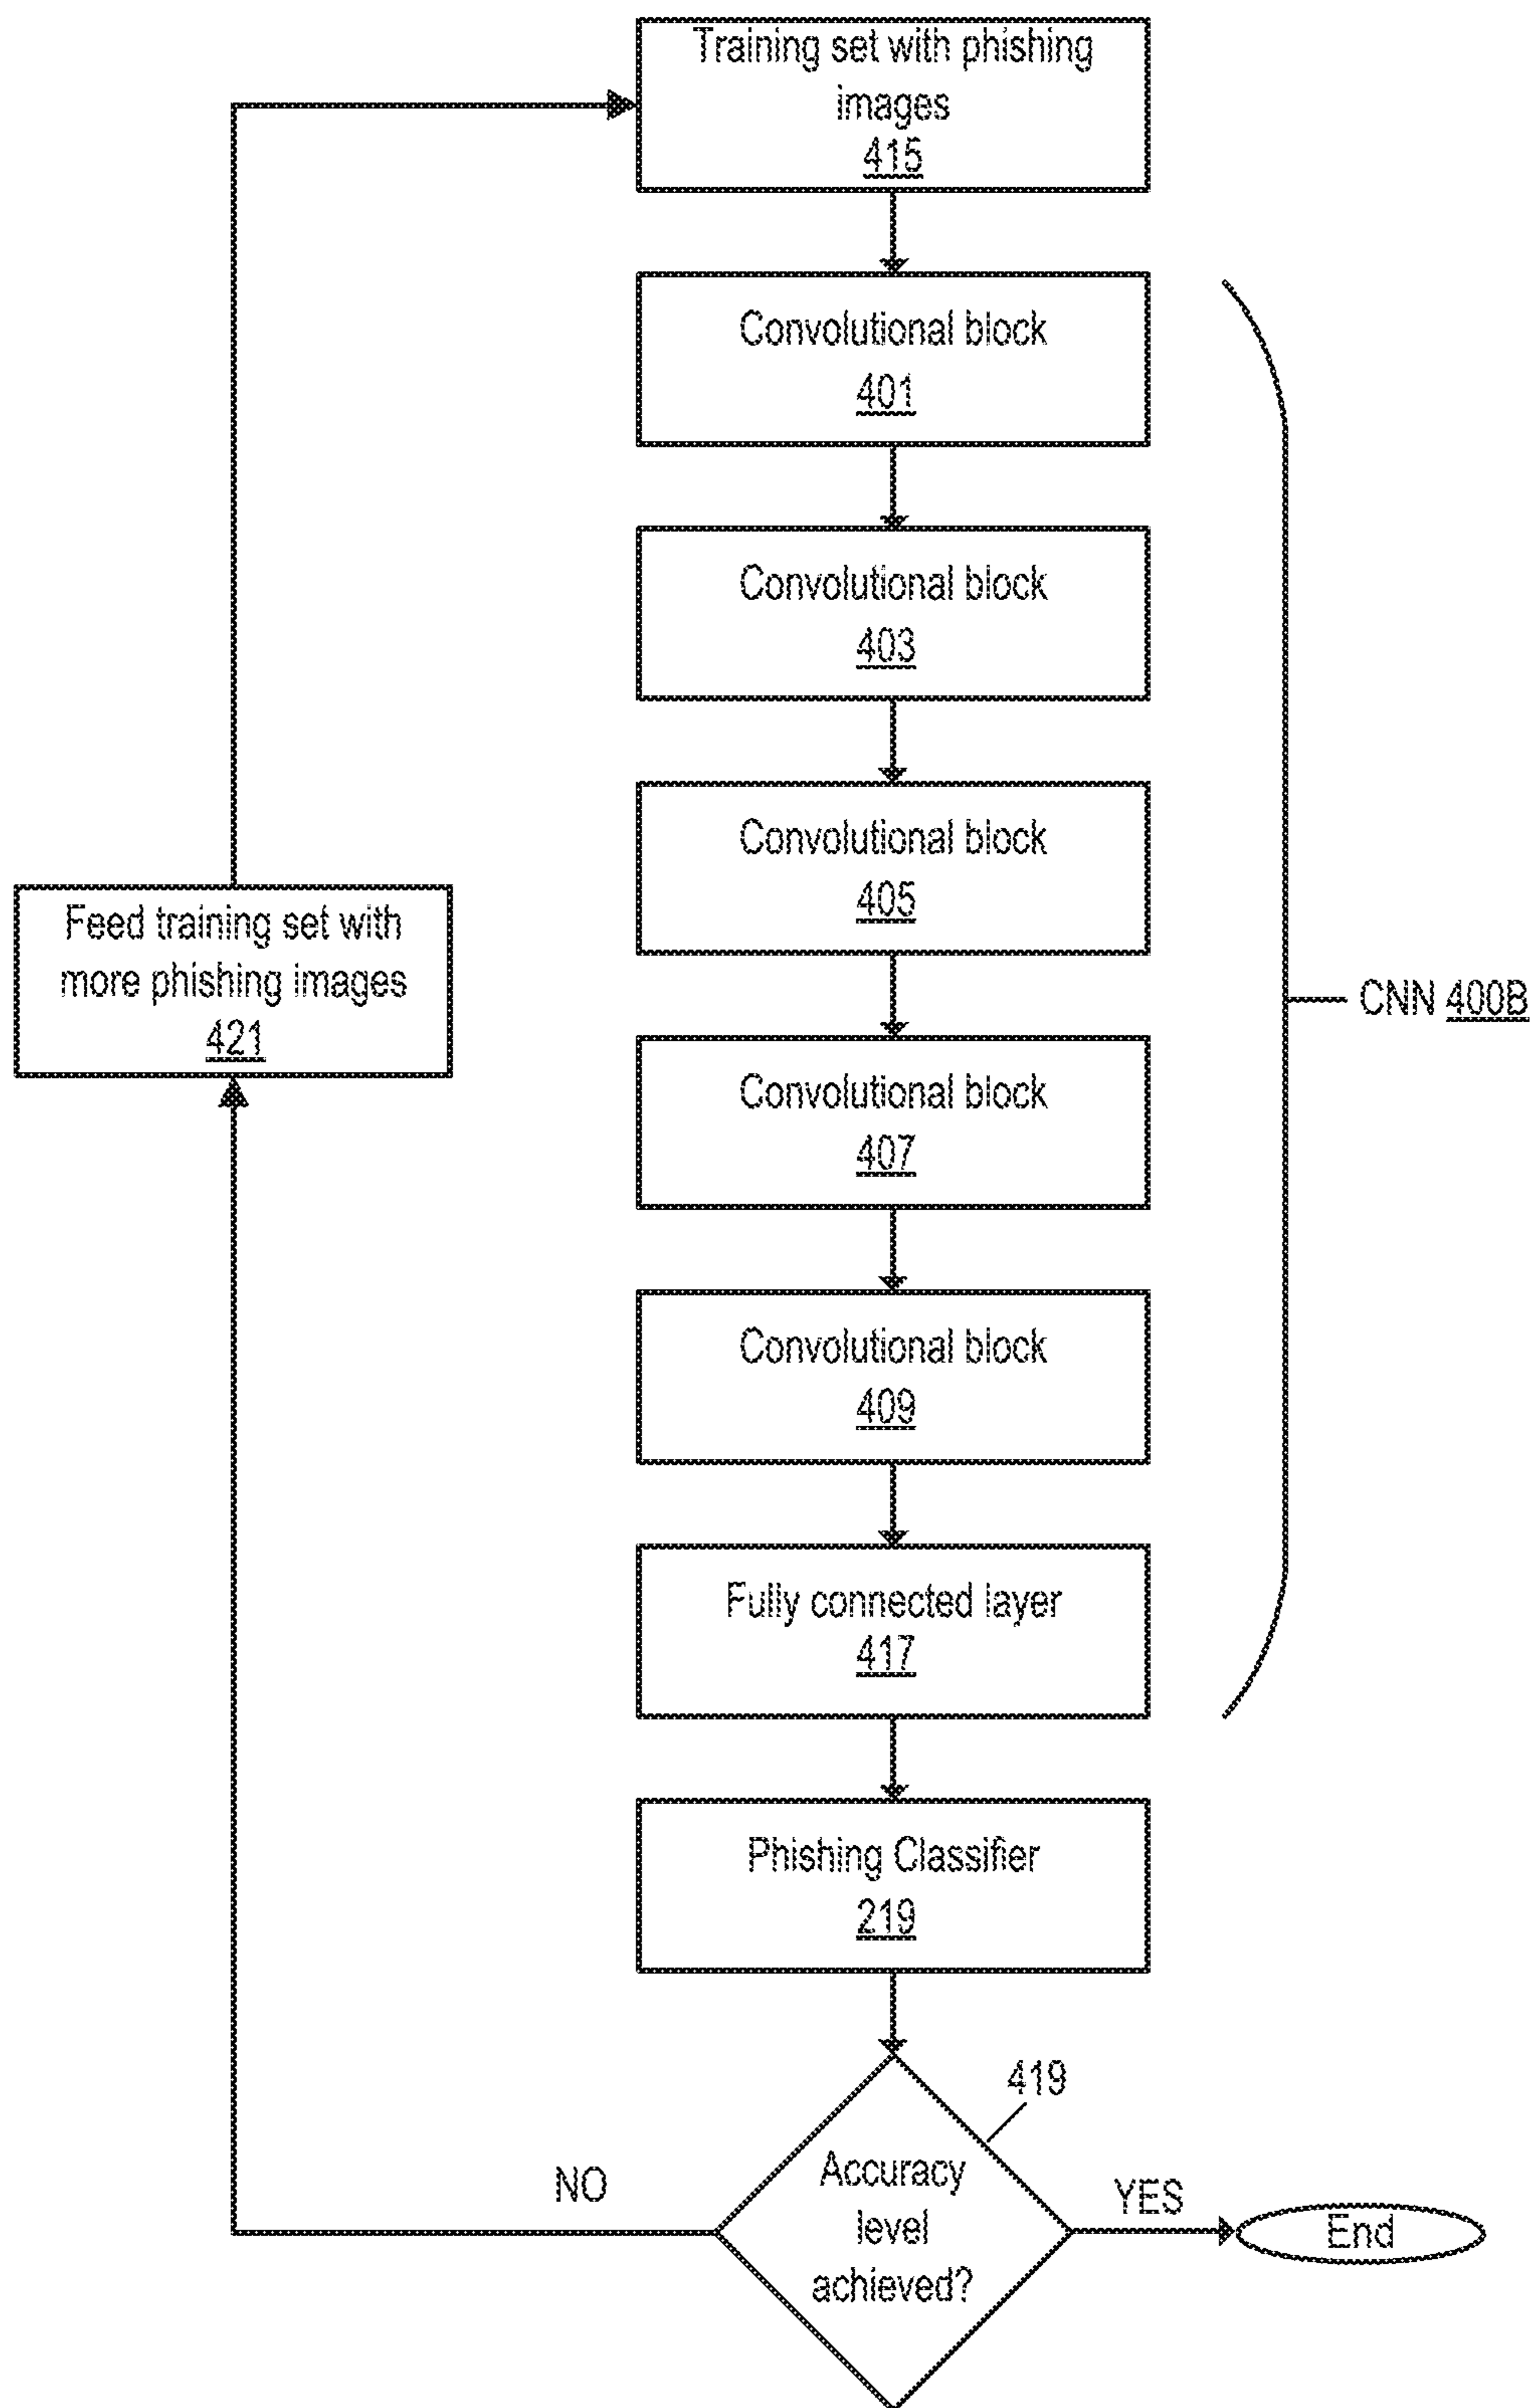 Training set with phishing
images
415
Convolutional block
401
Convolutional block
403
Convolutional block
405
Feed training set with
more phishing images
421
CNN 400B
Convolutional block
407
Convolutional block
409
Fully connected layer
417
Phishing Classifier
219
419
Accuracy
level
achieved?
NO
YES
End